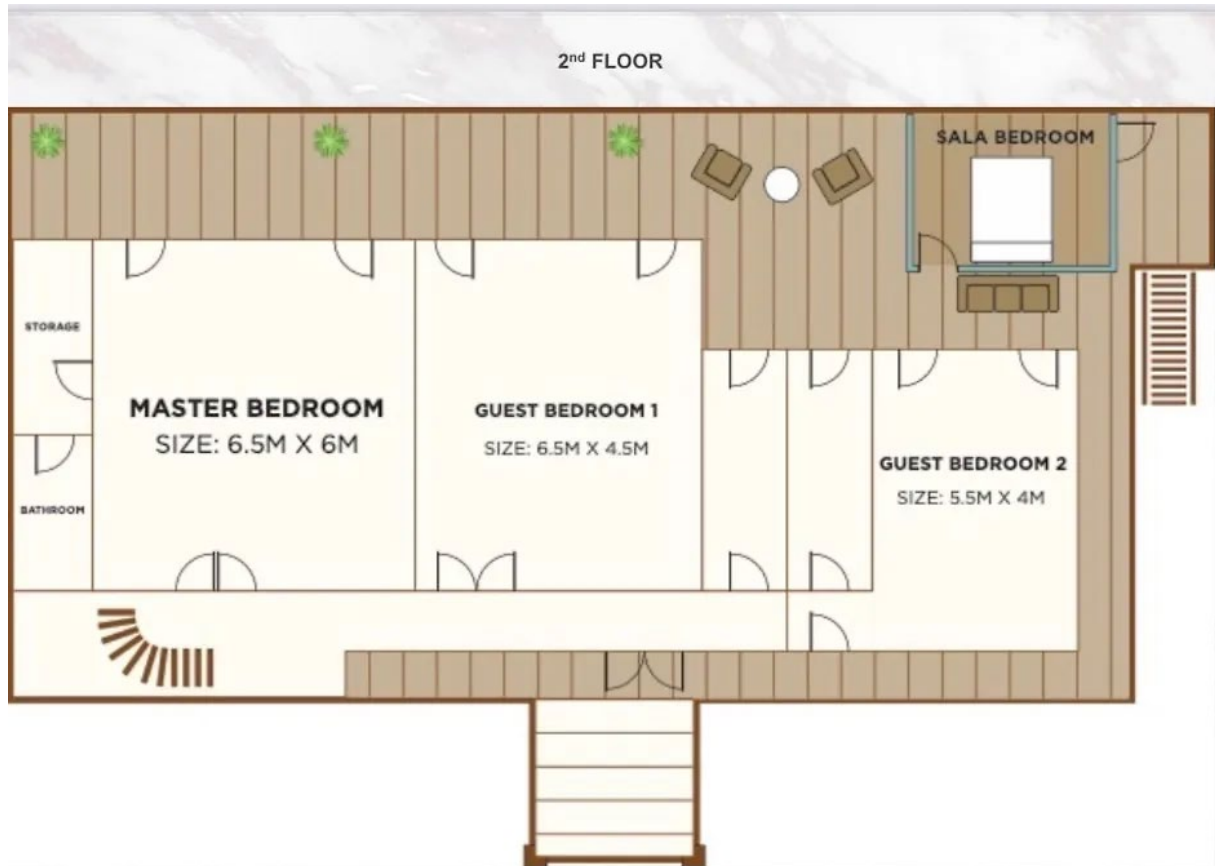 2nd FLOOR
SALA BEDROOM
STORAGE
MASTER BEDROOM
SIZE: 6.5M X 6M
GUEST BEDROOM 1
SIZE: 6.5M X 4.5M
GUEST BEDROOM 2
SIZE: 5.5M X 4M
BATHROOM